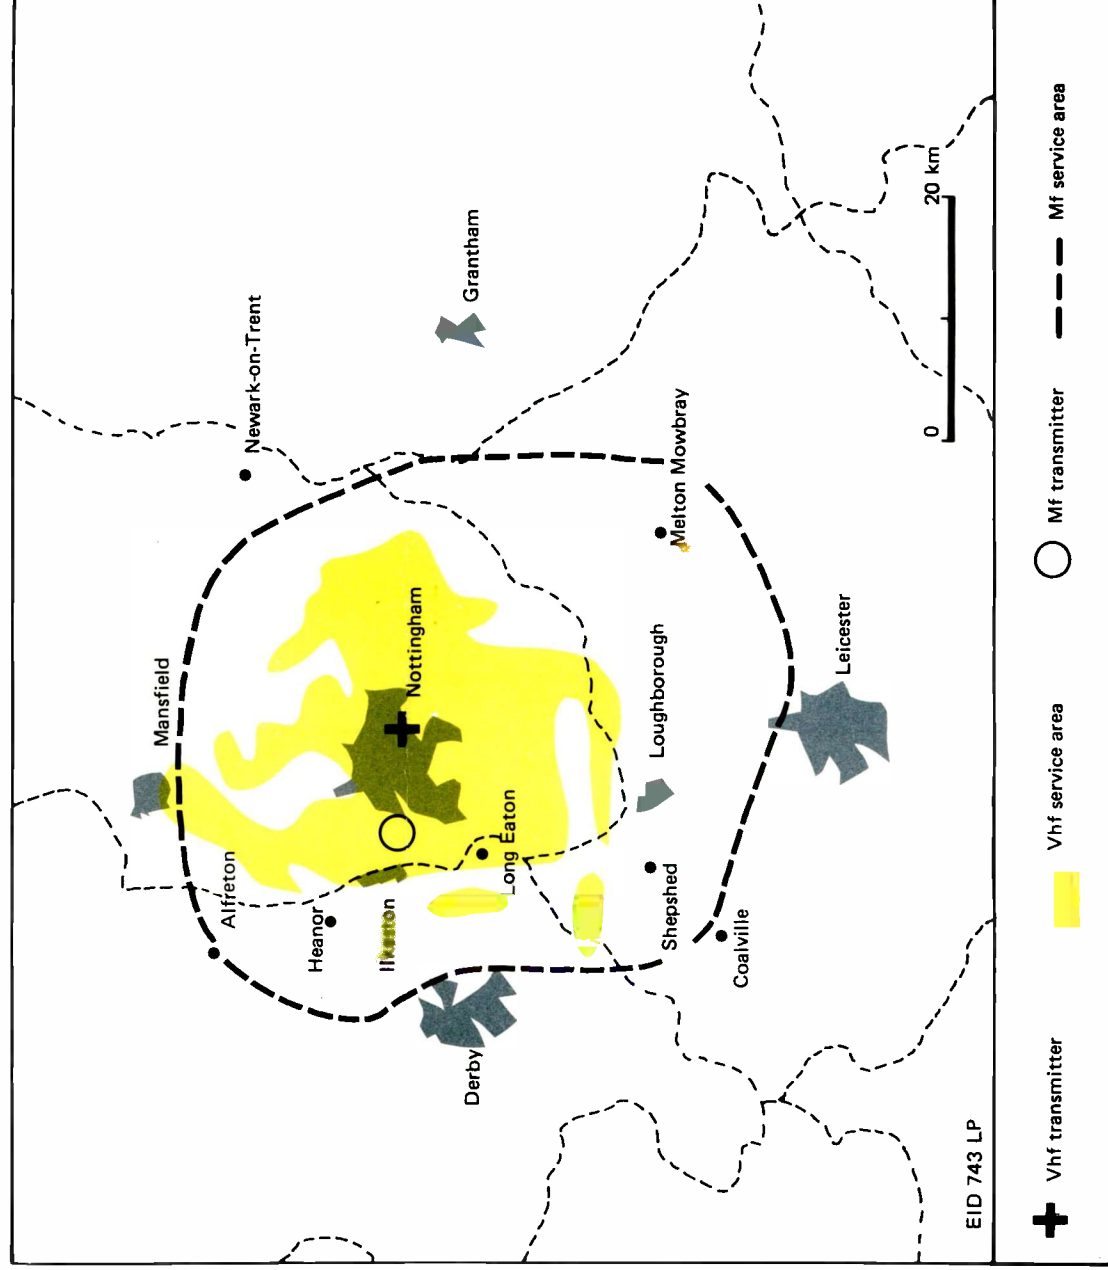 Mansfield
Newark-on-Trent
Alfreton
Heanor
Ilkeston
Nottingham
Grantham
Derby
Long Eaton
Loughborough
Melton Mowbray
Shepshed
Coalville
Leicester
0
20 km
EID 743 LP
Vhf transmitter
Vhf service area
Mf transmitter
Mf service area